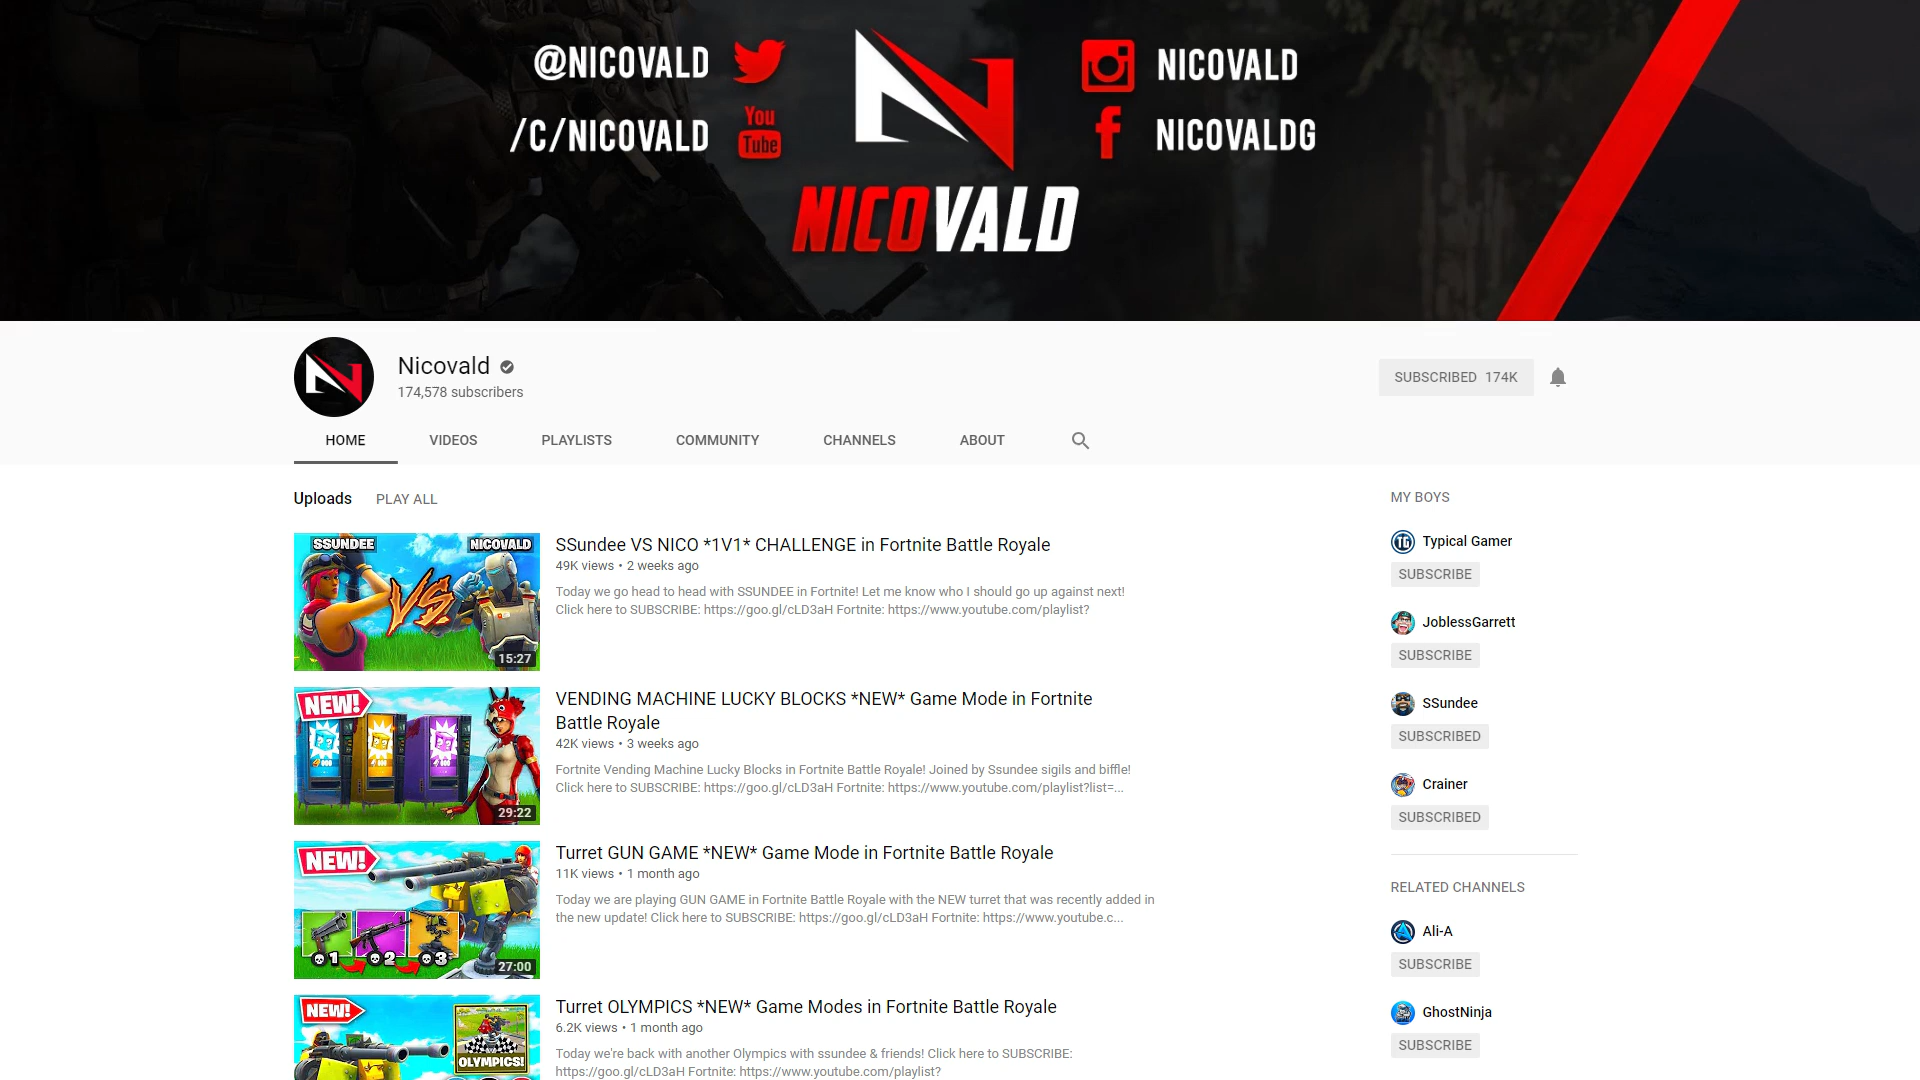 @NICOVALD
NICOVALD
/C/NICOVALD
You
Tube
NICOVALDG
NICOVALD
Nicovald
174,578 subscribers
SUBSCRIBED 174K
HOME VIDEOS PLAYLISTS COMMUNITY CHANNELS ABOUT
Uploads PLAY ALL
SSUNDEE
NICOVALD
VS
15:27
SSundee VS NICO *1V1* CHALLENGE in Fortnite Battle Royale
49K views • 2 weeks ago
Today we go head to head with SSUNDEE in Fortnite! Let me know who I should go up against next!
Click here to SUBSCRIBE: https://goo.gl/cLD3aH Fortnite: https://www.youtube.com/playlist?
NEW!
29:22
VENDING MACHINE LUCKY BLOCKS *NEW* Game Mode in Fortnite
Battle Royale
42K views • 3 weeks ago
Fortnite Vending Machine Lucky Blocks in Fortnite Battle Royale! Joined by Ssundee sigils and biffle!
Click here to SUBSCRIBE: https://goo.gl/cLD3aH Fortnite: https://www.youtube.com/playlist?list=...
NEW!
1 2 3
27:00
Turret GUN GAME *NEW* Game Mode in Fortnite Battle Royale
11K views • 1 month ago
Today we are playing GUN GAME in Fortnite Battle Royale with the NEW turret that was recently added in
the new update! Click here to SUBSCRIBE: https://goo.gl/cLD3aH Fortnite: https://www.youtube.c...
NEW!
OLYMPICS!
Turret OLYMPICS *NEW* Game Modes in Fortnite Battle Royale
6.2K views • 1 month ago
Today we're back with another Olympics with ssundee & friends! Click here to SUBSCRIBE:
https://goo.gl/cLD3aH Fortnite: https://www.youtube.com/playlist?
MY BOYS
TG
Typical Gamer
SUBSCRIBE
JoblessGarrett
SUBSCRIBE
SSundee
SUBSCRIBED
Crainer
SUBSCRIBED
RELATED CHANNELS
Ali-A
SUBSCRIBE
GhostNinja
SUBSCRIBE